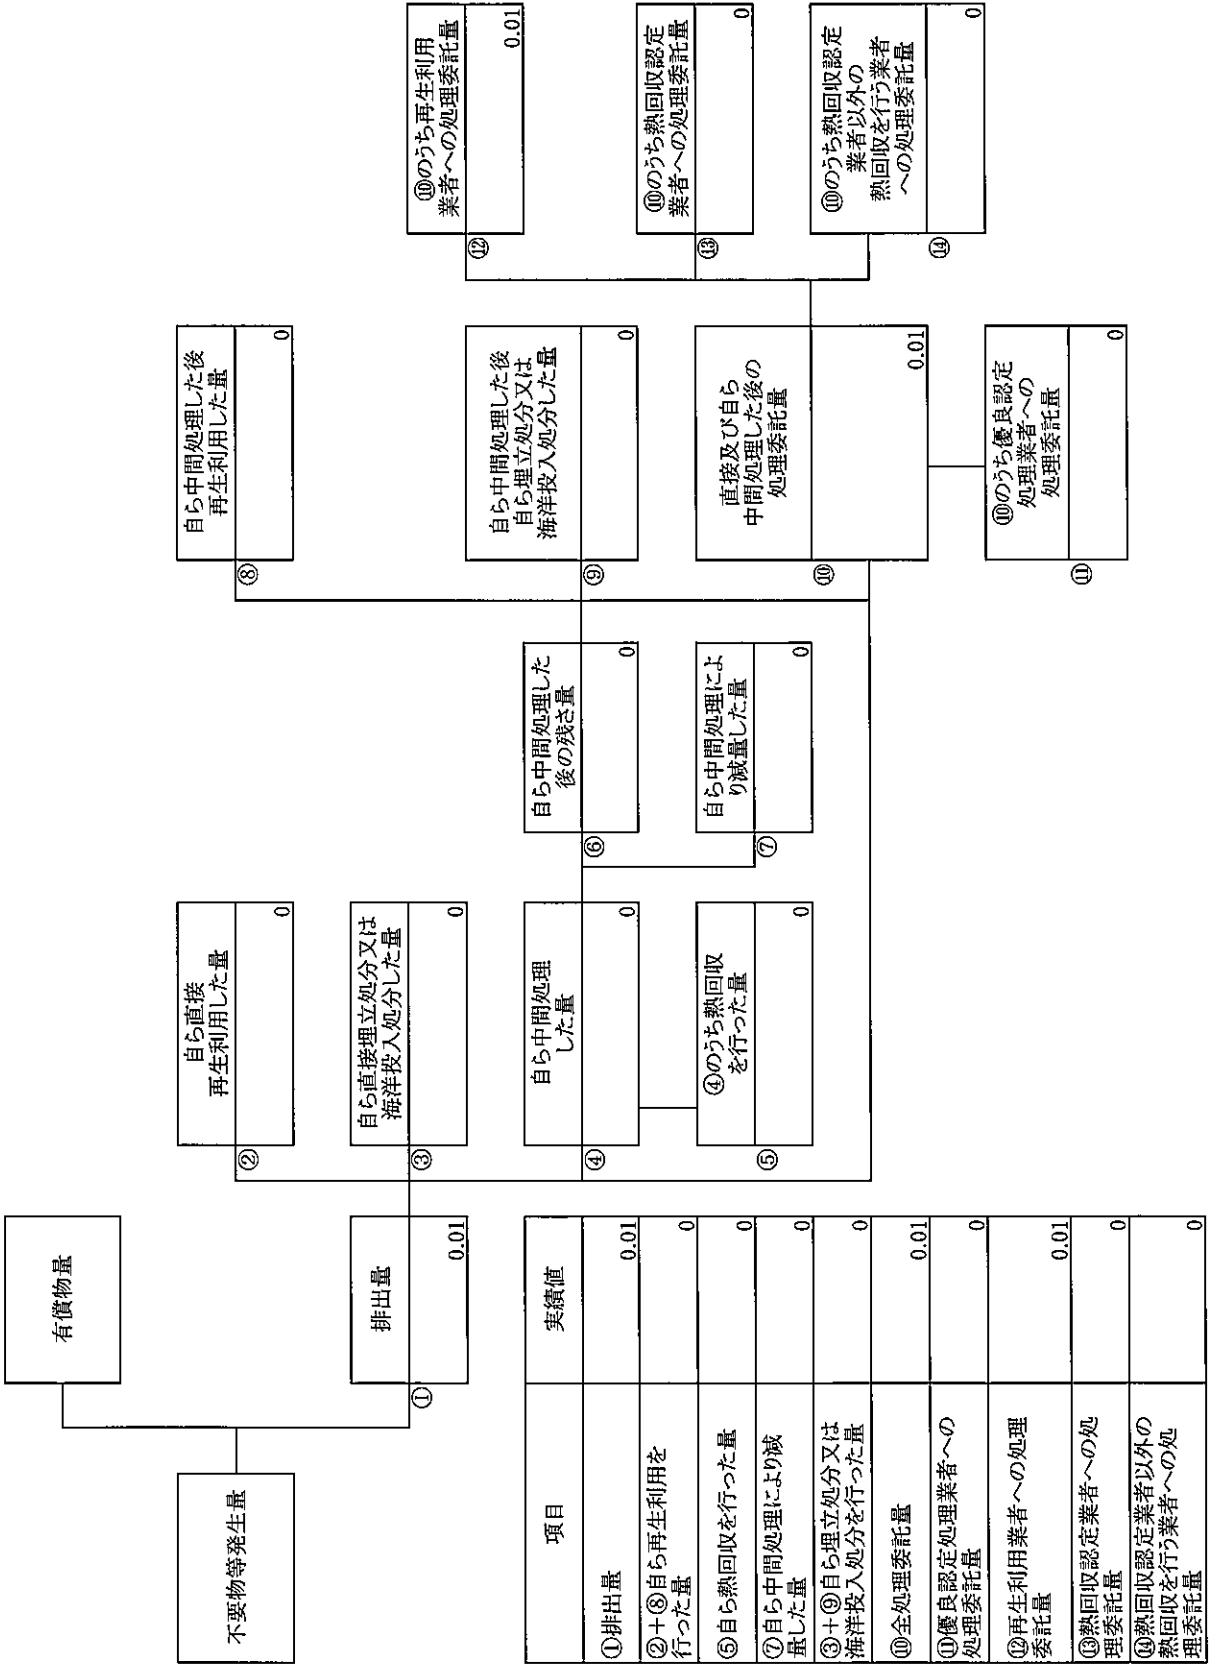 不要物等発生量
有償物量
排出量
①
0.01
自ら直接
再生利用した量
②
0
自ら直接埋立処分又は
海洋投入処分した量
③
0
自ら中間処理
した量
④
0
④のうち熱回収
を行った量
⑤
0
自ら中間処理した
後の残さ量
⑥
0
自ら中間処理によ
り減量した量
⑦
0
自ら中間処理した後
再生利用した量
⑧
0
自ら中間処理した後
自ら埋立処分又は
海洋投入処分した量
⑨
0
直接及び自ら
中間処理した後の
処理委託量
⑩
0.01
⑩のうち優良認定
処理業者への
処理委託量
⑪
0
⑩のうち再生利用
業者への処理委託量
⑫
0.01
⑩のうち熱回収認定
業者への処理委託量
⑬
0
⑩のうち熱回収認定
業者以外の
熱回収を行う業者
への処理委託量
⑭
0
項目 実績値
①排出量 0.01
②+⑧自ら再生利用を
行った量 0
⑤自ら熱回収を行った量 0
⑦自ら中間処理により減
量した量 0
③+⑨自ら埋立処分又は
海洋投入処分を行った量 0
⑩全処理委託量 0.01
⑪優良認定処理業者への
処理委託量 0
⑫再生利用業者への処理
委託量 0.01
⑬熱回収認定業者への処
理委託量 0
⑭熱回収認定業者以外の
熱回収を行う業者への処
理委託量 0